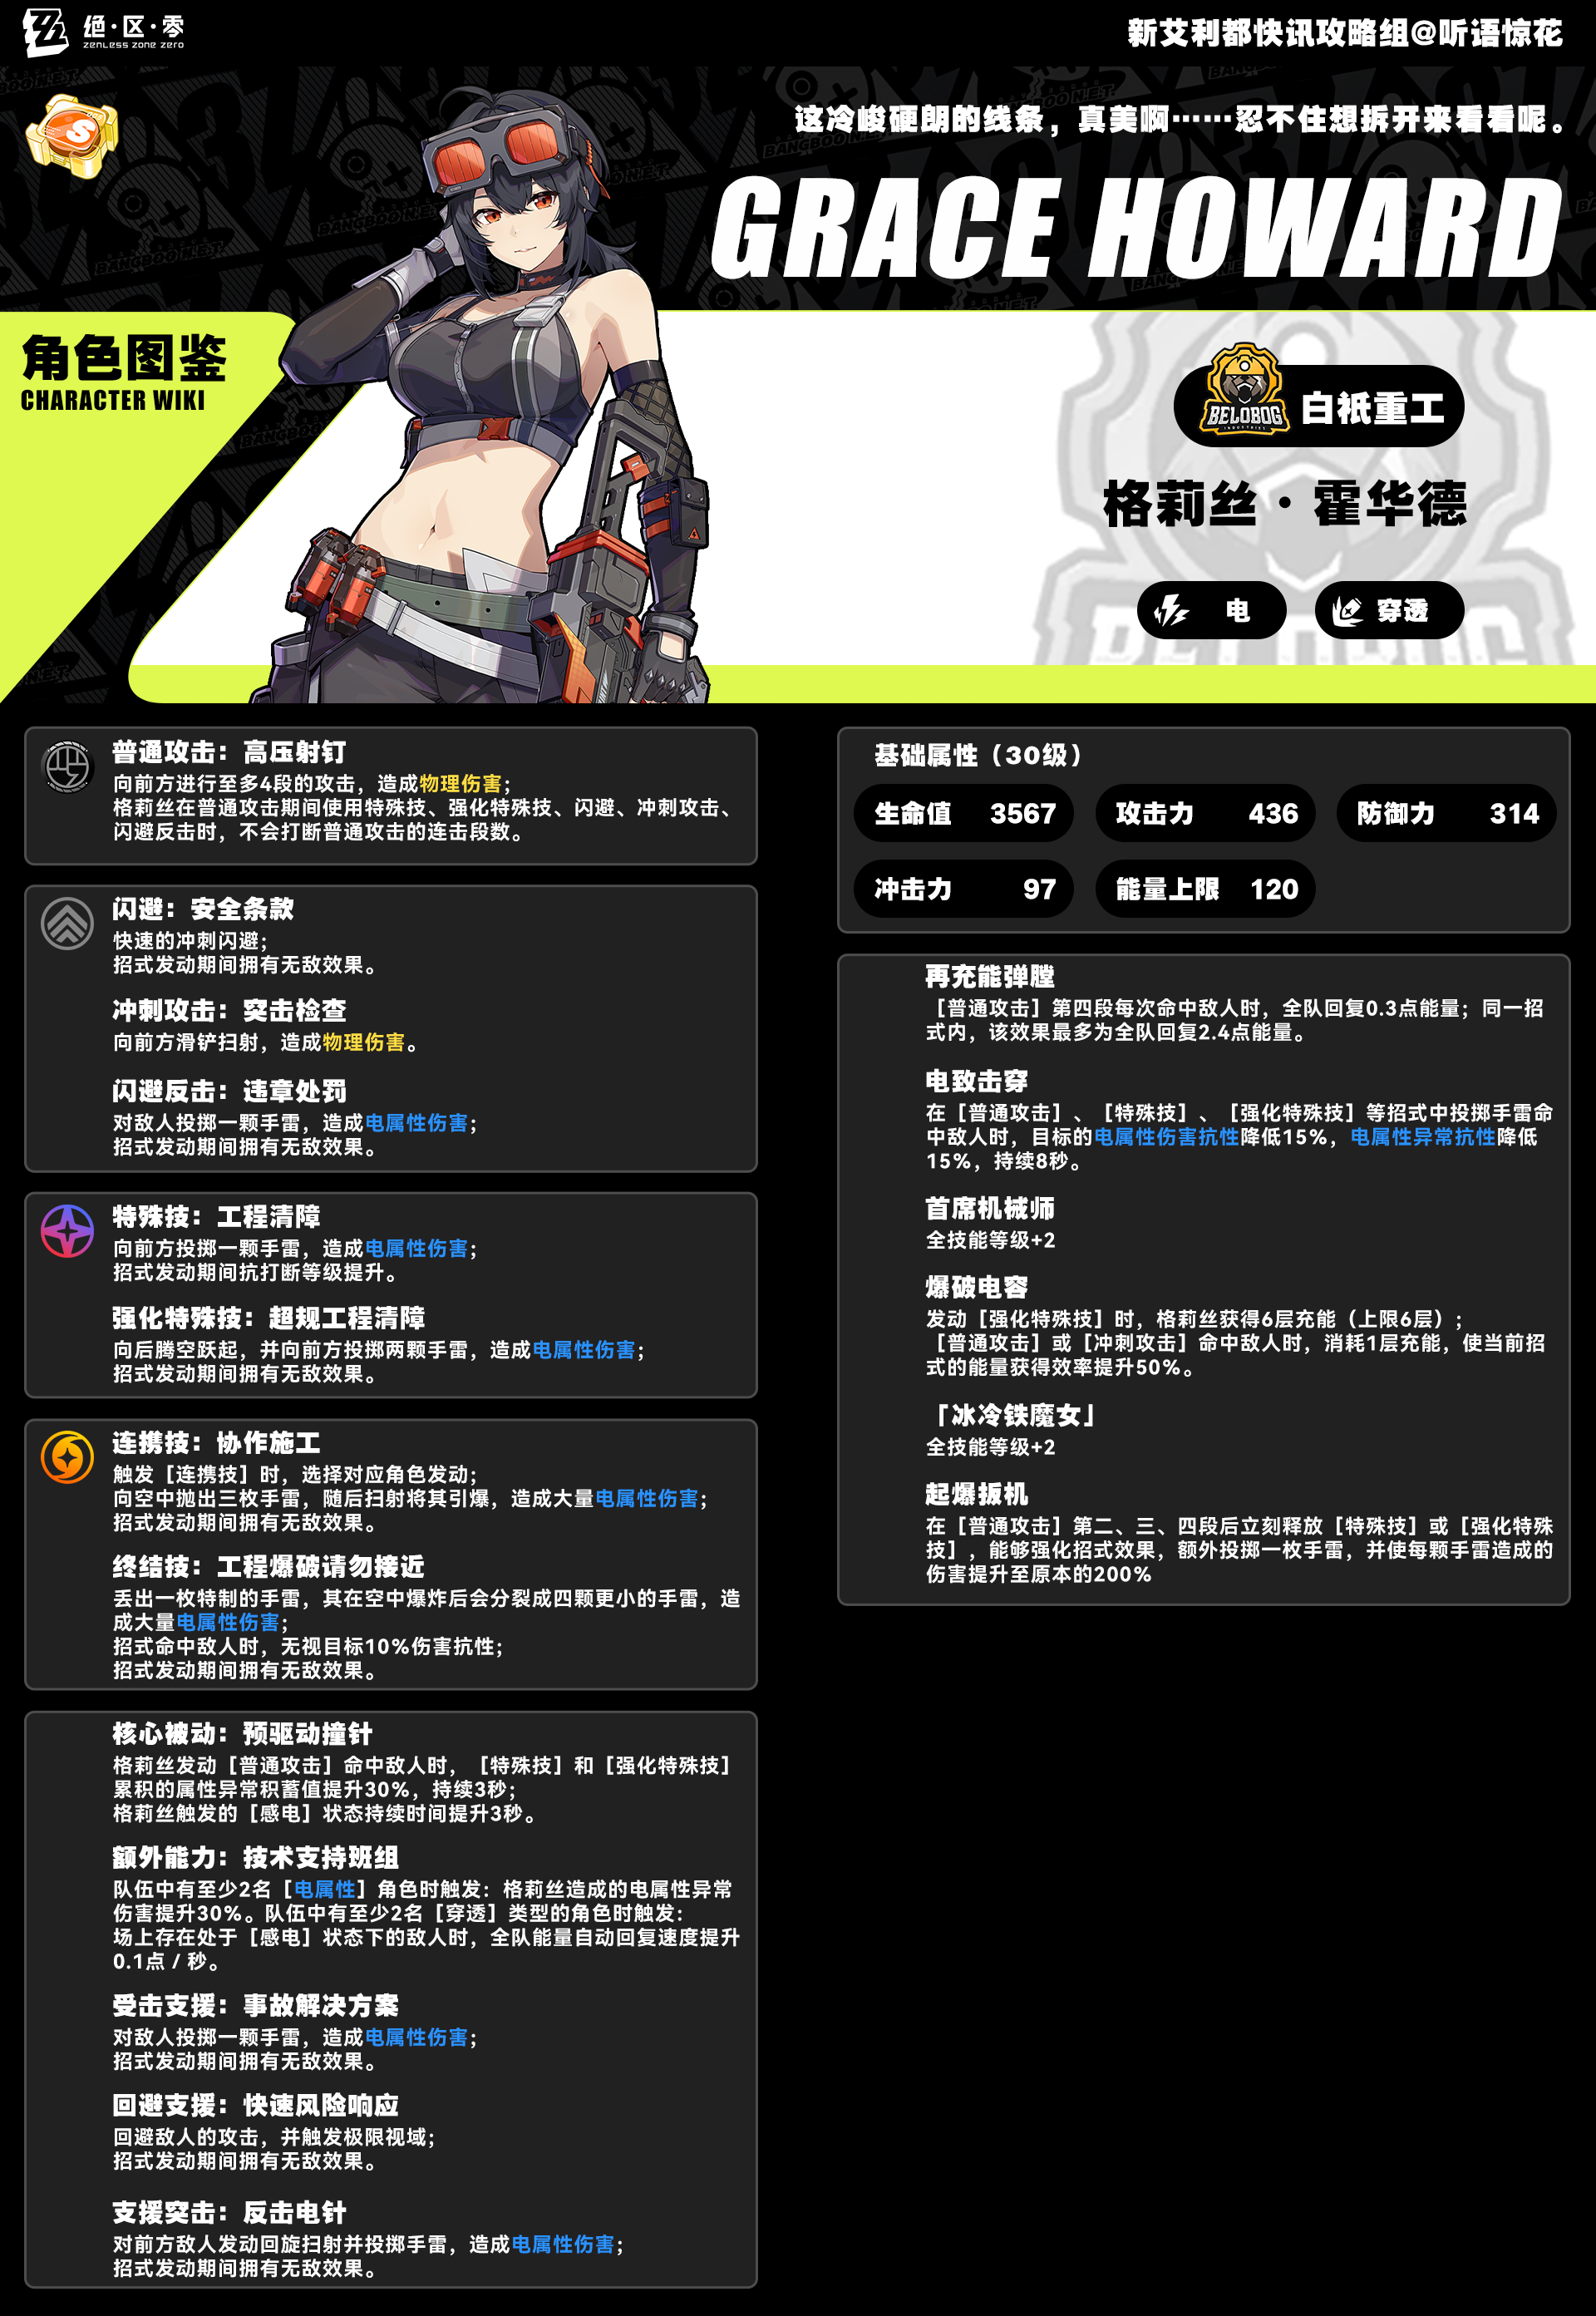 绝·区·零
ZENLESS ZONE ZERO
新艾利都快讯攻略组@听语惊花
S
这冷峻硬朗的线条，真美啊……忍不住想拆开来看看呢。
GRACE HOWARD
角色图鉴
CHARACTER WIKI
BELOBOG
INDUSTRIES
白祇重工
格莉丝·霍华德
电
穿透
普通攻击：高压射钉
向前方进行至多4段的攻击，造成物理伤害；
格莉丝在普通攻击期间使用特殊技、强化特殊技、闪避、冲刺攻击、
闪避反击时，不会打断普通攻击的连击段数。
闪避：安全条款
快速的冲刺闪避；
招式发动期间拥有无敌效果。
冲刺攻击：突击检查
向前方滑铲扫射，造成物理伤害。
闪避反击：违章处罚
对敌人投掷一颗手雷，造成电属性伤害；
招式发动期间拥有无敌效果。
特殊技：工程清障
向前方投掷一颗手雷，造成电属性伤害；
招式发动期间抗打断等级提升。
强化特殊技：超规工程清障
向后腾空跃起，并向前方投掷两颗手雷，造成电属性伤害；
招式发动期间拥有无敌效果。
连携技：协作施工
触发［连携技］时，选择对应角色发动；
向空中抛出三枚手雷，随后扫射将其引爆，造成大量电属性伤害；
招式发动期间拥有无敌效果。
终结技：工程爆破请勿接近
丢出一枚特制的手雷，其在空中爆炸后会分裂成四颗更小的手雷，造
成大量电属性伤害；
招式命中敌人时，无视目标10%伤害抗性；
招式发动期间拥有无敌效果。
核心被动：预驱动撞针
格莉丝发动［普通攻击］命中敌人时，［特殊技］和［强化特殊技］
累积的属性异常积蓄值提升30%，持续3秒；
格莉丝触发的［感电］状态持续时间提升3秒。
额外能力：技术支持班组
队伍中有至少2名［电属性］角色时触发：格莉丝造成的电属性异常
伤害提升30%。队伍中有至少2名［穿透］类型的角色时触发：
场上存在处于［感电］状态下的敌人时，全队能量自动回复速度提升
0.1点 / 秒。
受击支援：事故解决方案
对敌人投掷一颗手雷，造成电属性伤害；
招式发动期间拥有无敌效果。
回避支援：快速风险响应
回避敌人的攻击，并触发极限视域；
招式发动期间拥有无敌效果。
支援突击：反击电针
对前方敌人发动回旋扫射并投掷手雷，造成电属性伤害；
招式发动期间拥有无敌效果。
基础属性（30级）
生命值 3567
攻击力 436
防御力 314
冲击力 97
能量上限 120
再充能弹膛
［普通攻击］第四段每次命中敌人时，全队回复0.3点能量；同一招
式内，该效果最多为全队回复2.4点能量。
电致击穿
在［普通攻击］、［特殊技］、［强化特殊技］等招式中投掷手雷命
中敌人时，目标的电属性伤害抗性降低15%，电属性异常抗性降低
15%，持续8秒。
首席机械师
全技能等级+2
爆破电容
发动［强化特殊技］时，格莉丝获得6层充能（上限6层）；
［普通攻击］或［冲刺攻击］命中敌人时，消耗1层充能，使当前招
式的能量获得效率提升50%。
「冰冷铁魔女」
全技能等级+2
起爆扳机
在［普通攻击］第二、三、四段后立刻释放［特殊技］或［强化特殊
技］，能够强化招式效果，额外投掷一枚手雷，并使每颗手雷造成的
伤害提升至原本的200%